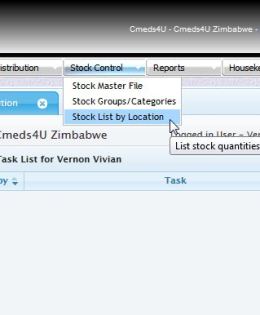 Cmeds4U - Cmeds4U Zimbabwe -
istribution Stock Control Reports Houseke
Stock Master File
Stock Groups/Categories
Stock List by Location
tion
Cmeds4U Zimbabwe Logged in User - Ver
List stock quantities
Task List for Vernon Vivian
by Task